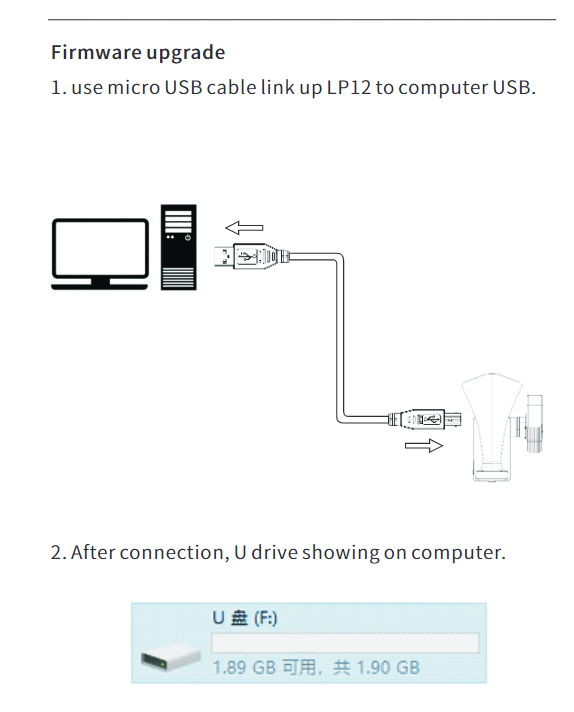 Firmware upgrade
1. use micro USB cable link up LP12 to computer USB.
2. After connection, U drive showing on computer.
U 盘 (F:)
1.89 GB 可用, 共 1.90 GB